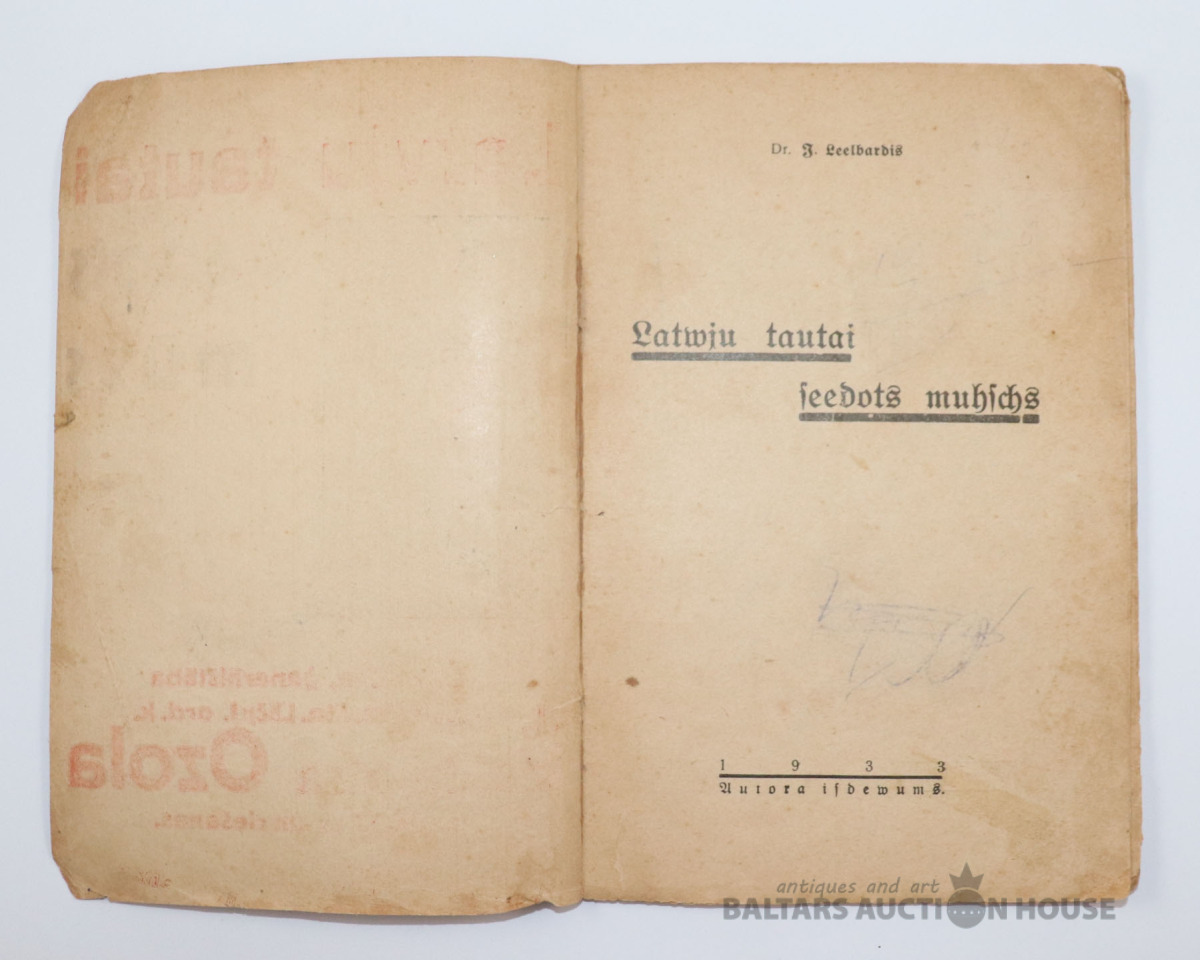 Dr. J. Leelbardis
Latwju tautai
seedots muhschs
1 9 3 3
Autora isdewums.
tautai
Ozola
antiques and art
BALTARS AUCTION HOUSE